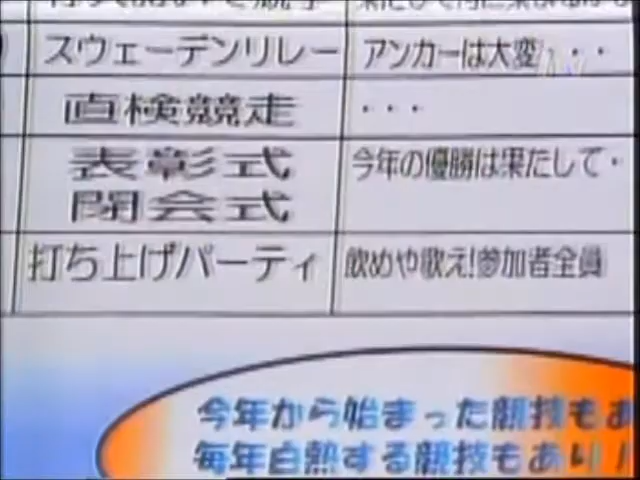 スウェーデンリレー
アンカーは大変・・・
直検競走
・・・
表彰式
閉会式
今年の優勝は果たして・
打ち上げパーティ
飲めや歌え!参加者全員
今年から始まった競技もあ
毎年白熱する競技もあり!